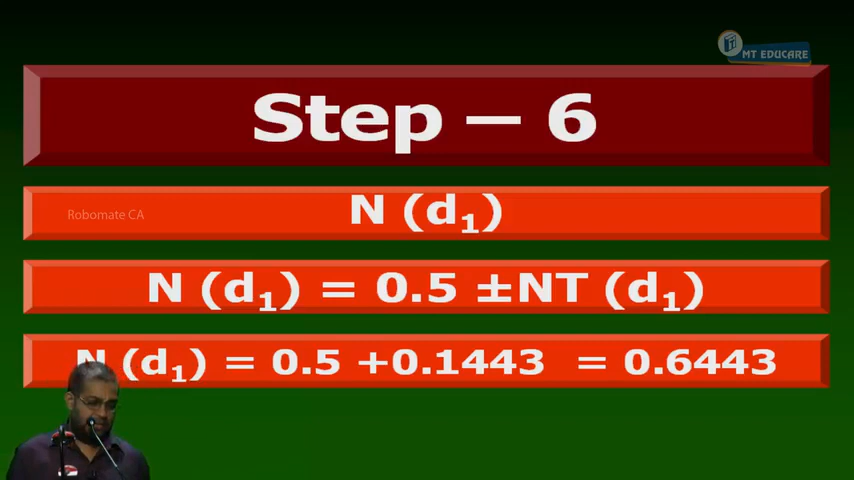 MT EDUCARE
Step – 6
Robomate CA
N (d₁)
N (d₁) = 0.5 ±NT (d₁)
N (d₁) = 0.5 +0.1443 = 0.6443